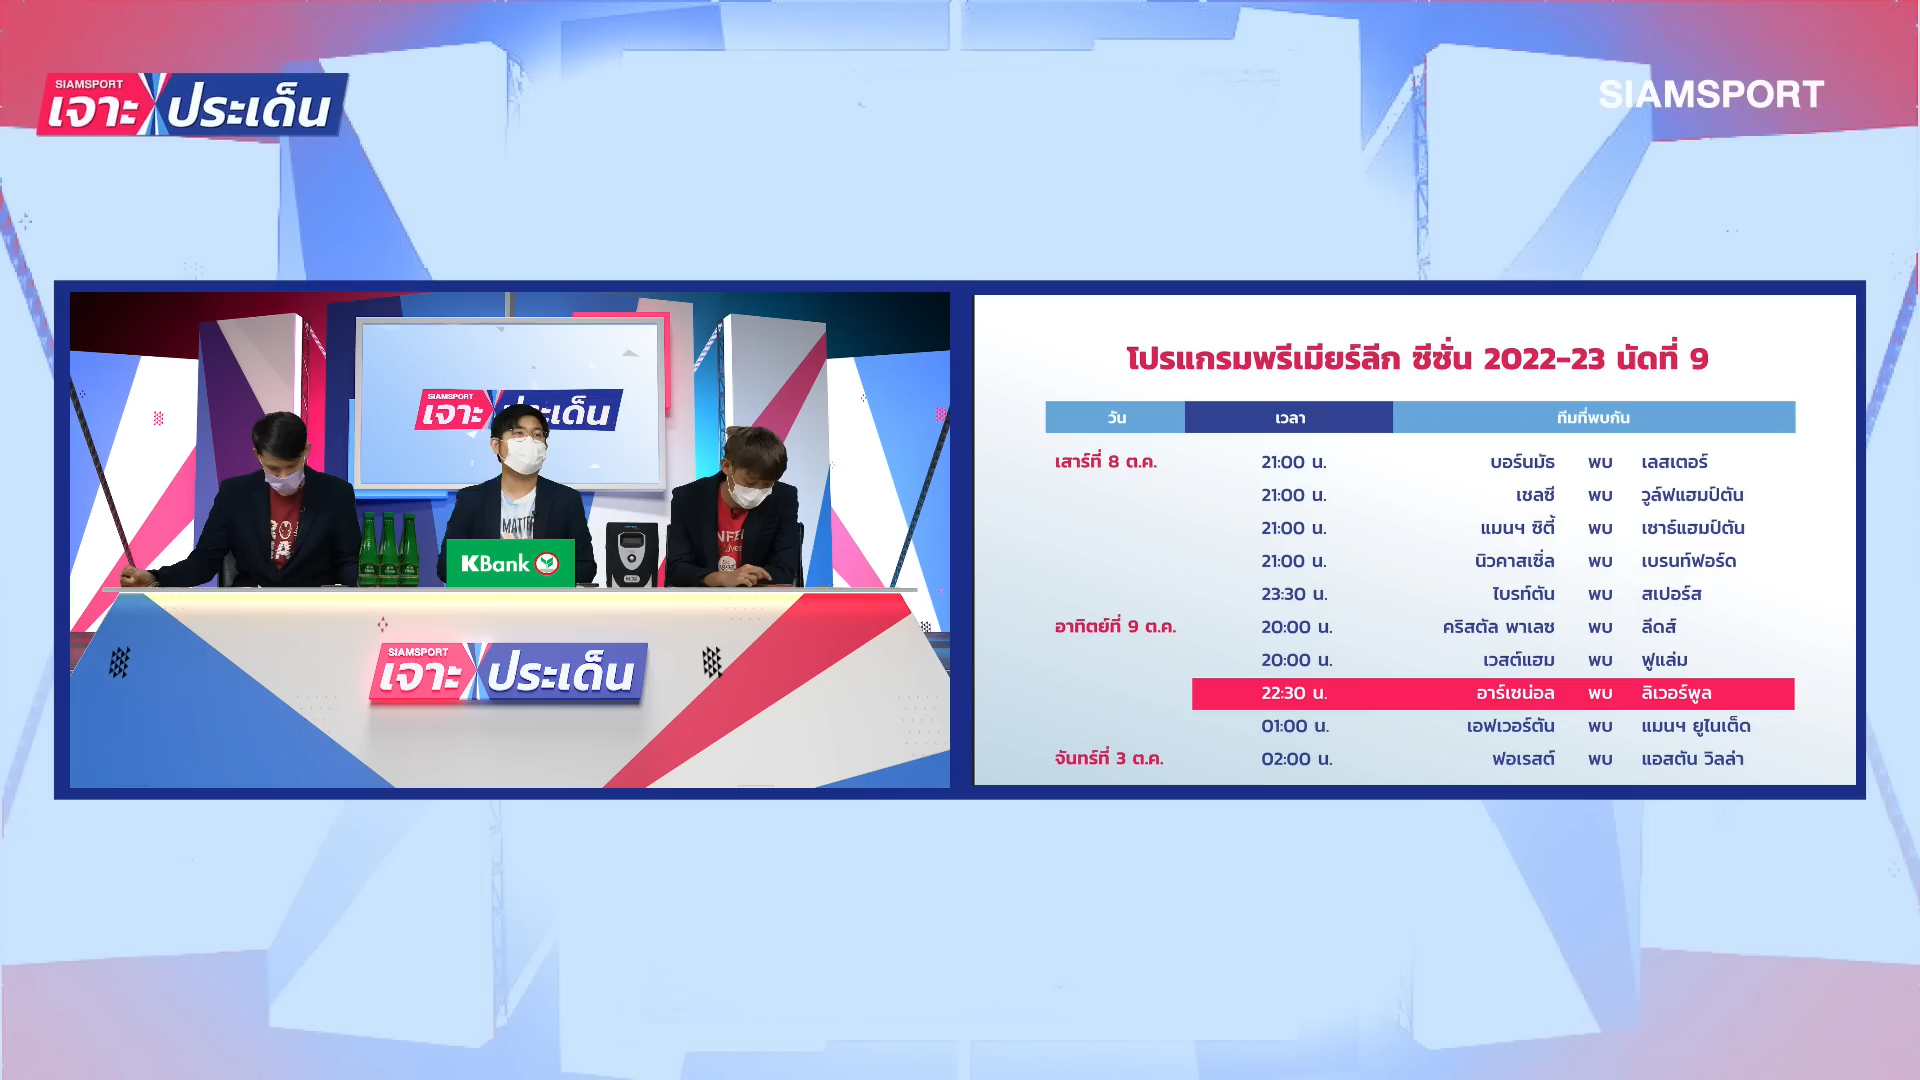 SIAMSPORT
เจาะประเด็น
SIAMSPORT
SIAMSPORT
เจาะ ประเด็น
MATTE
KBank
SIAMSPORT
เจาะประเด็น
โปรแกรมพรีเมียร์ลีก ซีซั่น 2022-23 นัดที่ 9
วัน เวลา ทีมที่พบกัน
เสาร์ที่ 8 ต.ค. 21:00 น. บอร์นมัธ พบ เลสเตอร์
21:00 น. เชลซี พบ วูล์ฟแฮมป์ตัน
21:00 น. แมนฯ ซิตี้ พบ เซาธ์แฮมป์ตัน
21:00 น. นิวคาสเซิ่ล พบ เบรนท์ฟอร์ด
23:30 น. ไบรท์ตัน พบ สเปอร์ส
อาทิตย์ที่ 9 ต.ค. 20:00 น. คริสตัล พาเลซ พบ ลีดส์
20:00 น. เวสต์แฮม พบ ฟูแล่ม
22:30 น. อาร์เซน่อล พบ ลิเวอร์พูล
01:00 น. เอฟเวอร์ตัน พบ แมนฯ ยูไนเต็ด
จันทร์ที่ 3 ต.ค. 02:00 น. ฟอเรสต์ พบ แอสตัน วิลล่า